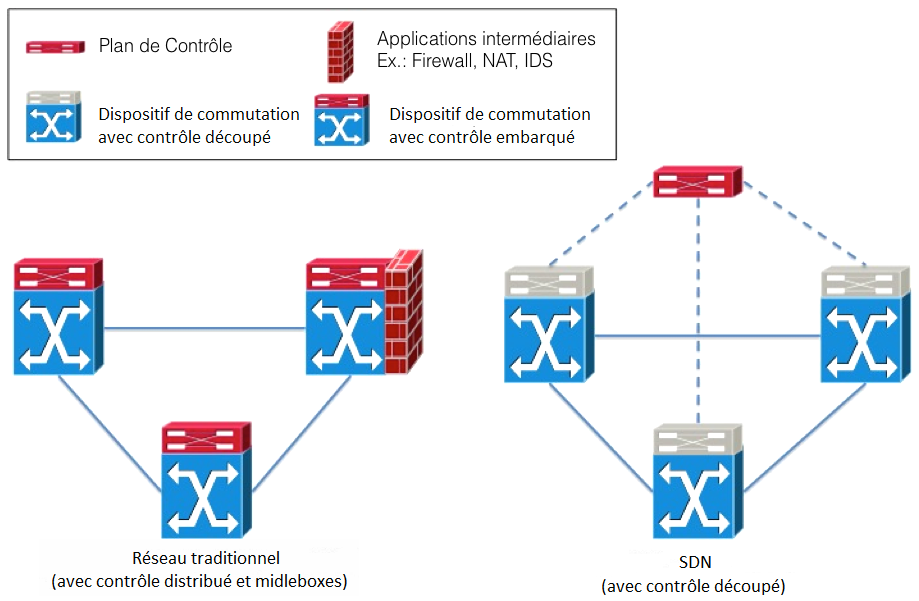 Plan de Contrôle
Applications intermédiaires
Ex.: Firewall, NAT, IDS
Dispositif de commutation
avec contrôle découpé
Dispositif de commutation
avec contrôle embarqué
Réseau traditionnel
(avec contrôle distribué et midleboxes)
SDN
(avec contrôle découpé)